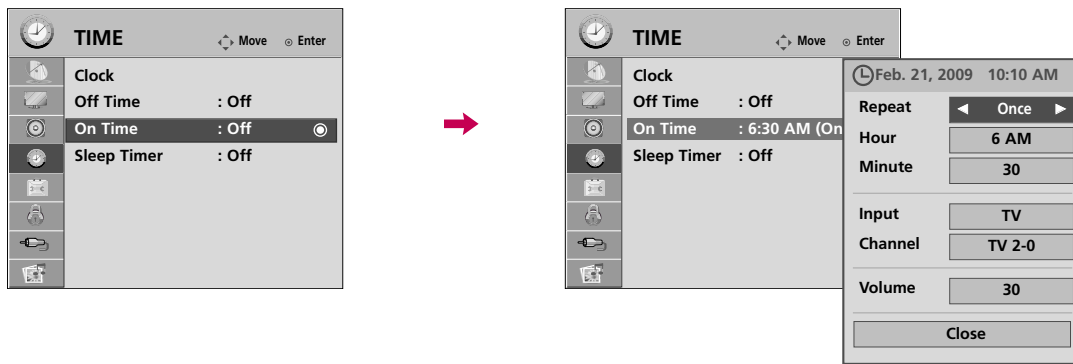 TIME Move Enter
Clock
Off Time : Off
On Time : Off
Sleep Timer : Off
TIME Move Enter
Clock
Off Time : Off
On Time : 6:30 AM (On
Sleep Timer : Off
Feb. 21, 2009 10:10 AM
Repeat ◀ Once ▶
Hour 6 AM
Minute 30
Input TV
Channel TV 2-0
Volume 30
Close